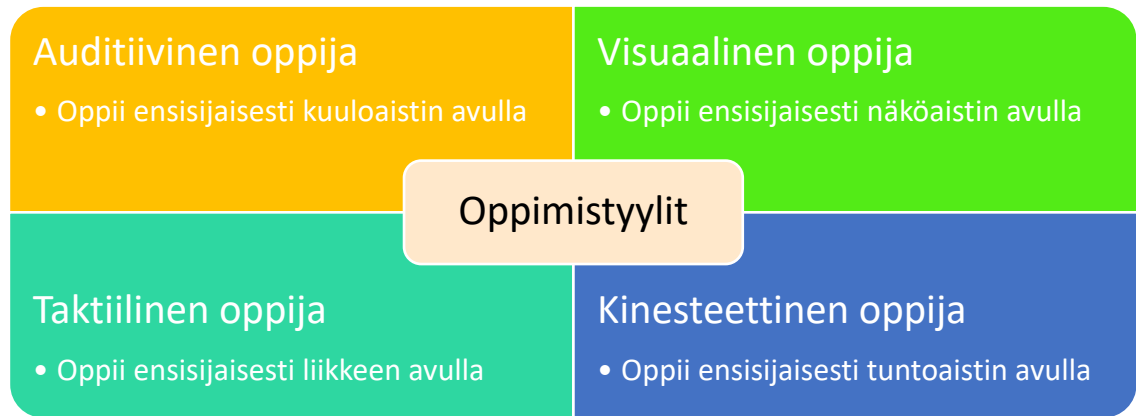 Auditiivinen oppija
• Oppii ensisijaisesti kuuloaistin avulla
Visuaalinen oppija
• Oppii ensisijaisesti näköaistin avulla
Oppimistyylit
Taktiilinen oppija
• Oppii ensisijaisesti liikkeen avulla
Kinesteettinen oppija
• Oppii ensisijaisesti tuntoaistin avulla